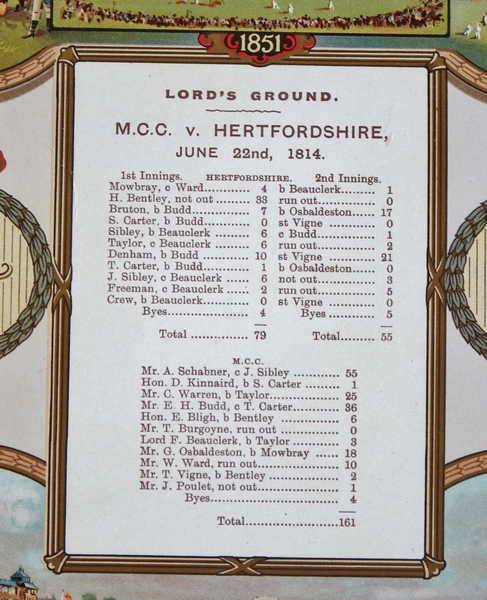 1851
LORD'S GROUND.
M.C.C. v. HERTFORDSHIRE,
JUNE 22nd, 1814.
1st Innings. HERTFORDSHIRE. 2nd Innings.
Mowbray, c Ward............ 4 b Beauclerk......... 1
H. Bentley, not out......... 33 run out............... 0
Bruton, b Budd............ 7 b Osbaldeston...... 17
S. Carter, b Budd............ 0 st Vigne ............ 0
Sibley, b Beauclerk ...... 6 c Budd ............... 1
Taylor, c Beauclerk ...... 6 run out............... 2
Denham, b Budd ......... 10 st Vigne ............ 21
T. Carter, b Budd............ 1 b Osbaldeston...... 0
J. Sibley, c Beauclerk ...... 6 not out............... 3
Freeman, c Beauclerk ...... 2 run out............... 5
Crew, b Beauclerk............ 0 st Vigne ............ 0
Byes............ 4 Byes ............ 5
Total ............ 79 Total......... 55
M.C.C.
Mr. A. Schabner, c J. Sibley ............ 55
Hon. D. Kinnaird, b S. Carter ............ 1
Mr. C. Warren, b Taylor............... 25
Mr. E. H. Budd, c T. Carter............ 36
Hon. E. Bligh, b Bentley ............ 6
Mr. T. Burgoyne, run out ............ 0
Lord F. Beauclerk, b Taylor ............ 3
Mr. G. Osbaldeston, b Mowbray ...... 18
Mr. W. Ward, run out.................. 10
Mr. T. Vigne, b Bentley ............... 2
Mr. J. Poulet, not out.................. 1
Byes..................... 4
Total.....................161